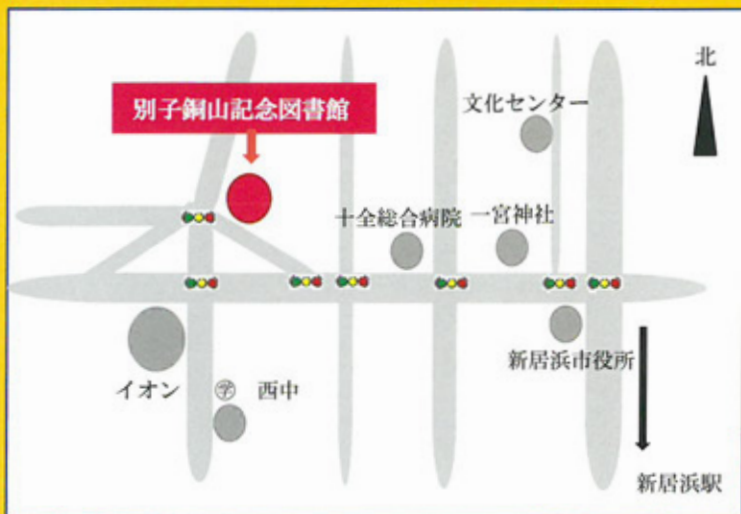 北
文化センター
別子銅山記念図書館
十全総合病院
一宮神社
新居浜市役所
イオン
㊫ 西中
新居浜駅